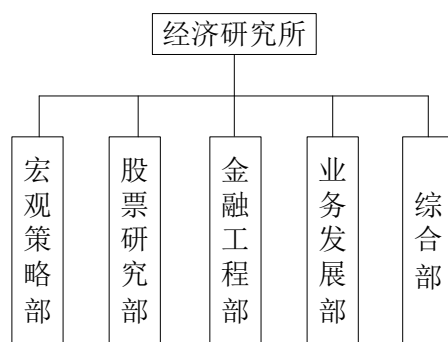 经济研究所
宏观策略部
股票研究部
金融工程部
业务发展部
综合部